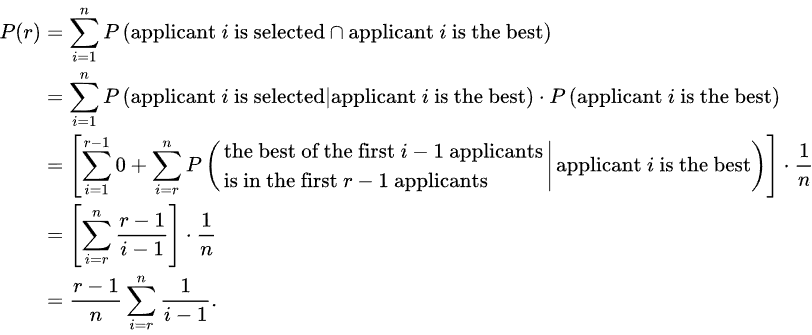 $P(r) = \sum_{i=1}^{n} P\left(\text{applicant } i \text{ is selected} \cap \text{applicant } i \text{ is the best}\right)$
$= \sum_{i=1}^{n} P\left(\text{applicant } i \text{ is selected} | \text{applicant } i \text{ is the best}\right) \cdot P\left(\text{applicant } i \text{ is the best}\right)$
$= \left[\sum_{i=1}^{r-1} 0 + \sum_{i=r}^{n} P\left(\left.\begin{array}{l}\text{the best of the first } i-1 \text{ applicants} \\ \text{is in the first } r-1 \text{ applicants}\end{array}\right| \text{applicant } i \text{ is the best}\right)\right] \cdot \frac{1}{n}$
$= \left[\sum_{i=r}^{n} \frac{r-1}{i-1}\right] \cdot \frac{1}{n}$
$= \frac{r-1}{n} \sum_{i=r}^{n} \frac{1}{i-1}.$